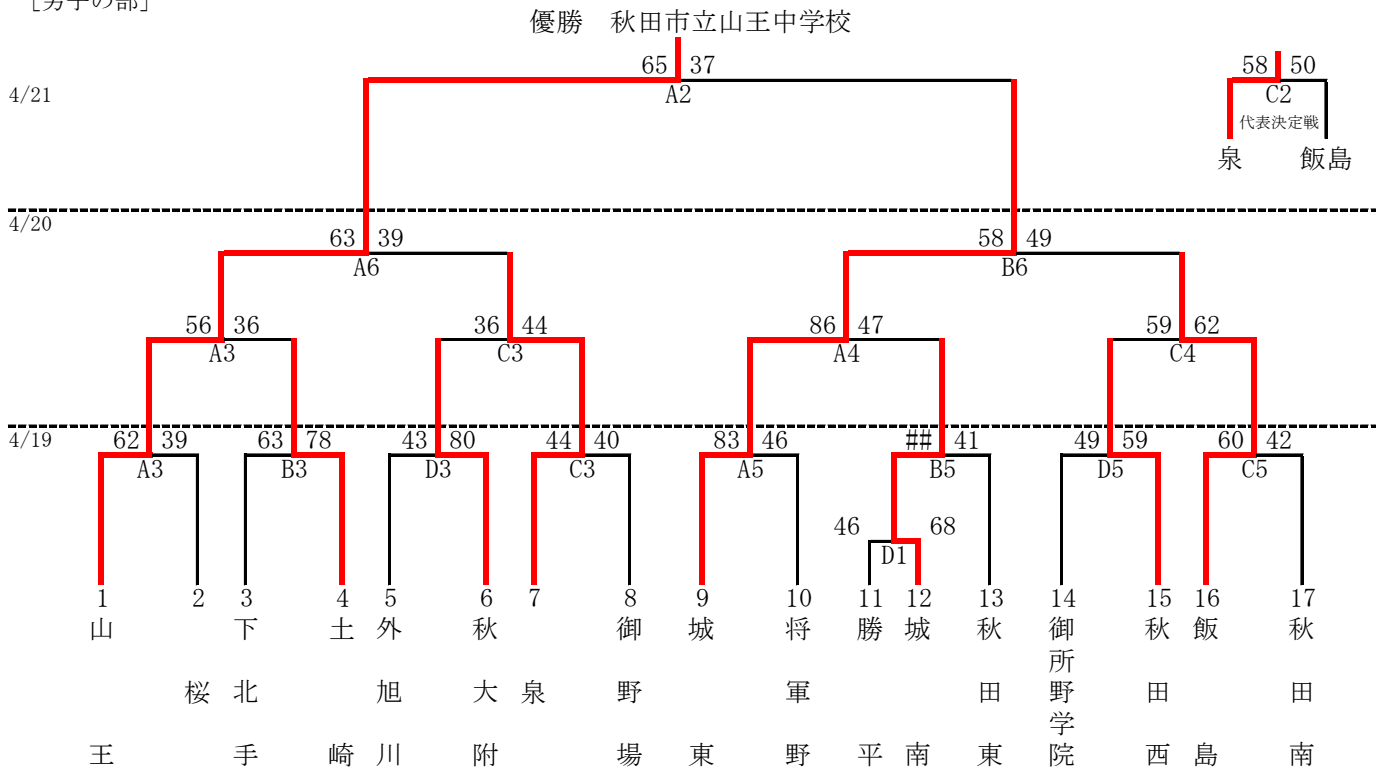 [男子の部]
優勝 秋田市立山王中学校
65 37
A2
58 50
C2
代表決定戦
泉 飯島
4/21
4/20
63 39
A6
58 49
B6
56 36
A3
36 44
C3
86 47
A4
59 62
C4
4/19
62 39
A3
63 78
B3
43 80
D3
44 40
C3
83 46
A5
## 41
B5
49 59
D5
60 42
C5
46 68
D1
1 2 3 4 5 6 7 8 9 10 11 12 13 14 15 16 17
山王
桜
下北手
土崎
外旭川
秋大附
泉
御野場
城東
将軍野
勝平
城南
秋田東
御所野学院
秋田西
飯島
秋田南